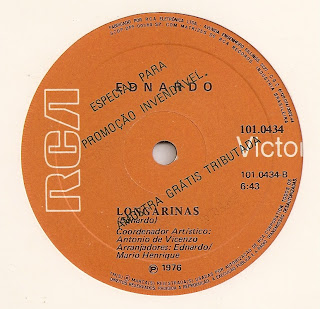 EDNARDO
ESPECIAL PARA
PROMOÇÃO INVENDÁVEL.
AMOSTRA GRÁTIS TRIBUTADA
RCA
Victor
101.0434
101 0434-B
6:43
LONGARINAS
(Ednardo)
Coordenador Artístico:
Antonio de Vicenzo
Arranjadores: Ednardo/
Mario Henrique
℗ 1976